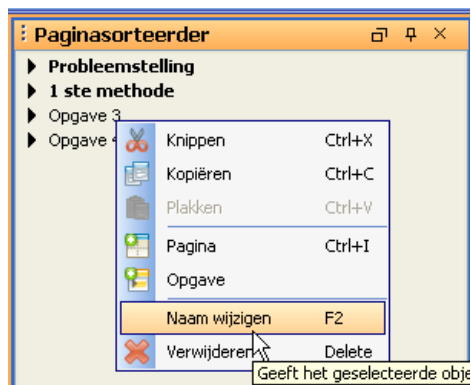 Paginasorteerder
Probleemstelling
1 ste methode
Opgave 3
Opgave
Knippen Ctrl+X
Kopiëren Ctrl+C
Plakken Ctrl+V
Pagina Ctrl+I
Opgave
Naam wijzigen F2
Verwijderen Delete
Geeft het geselecteerde obje